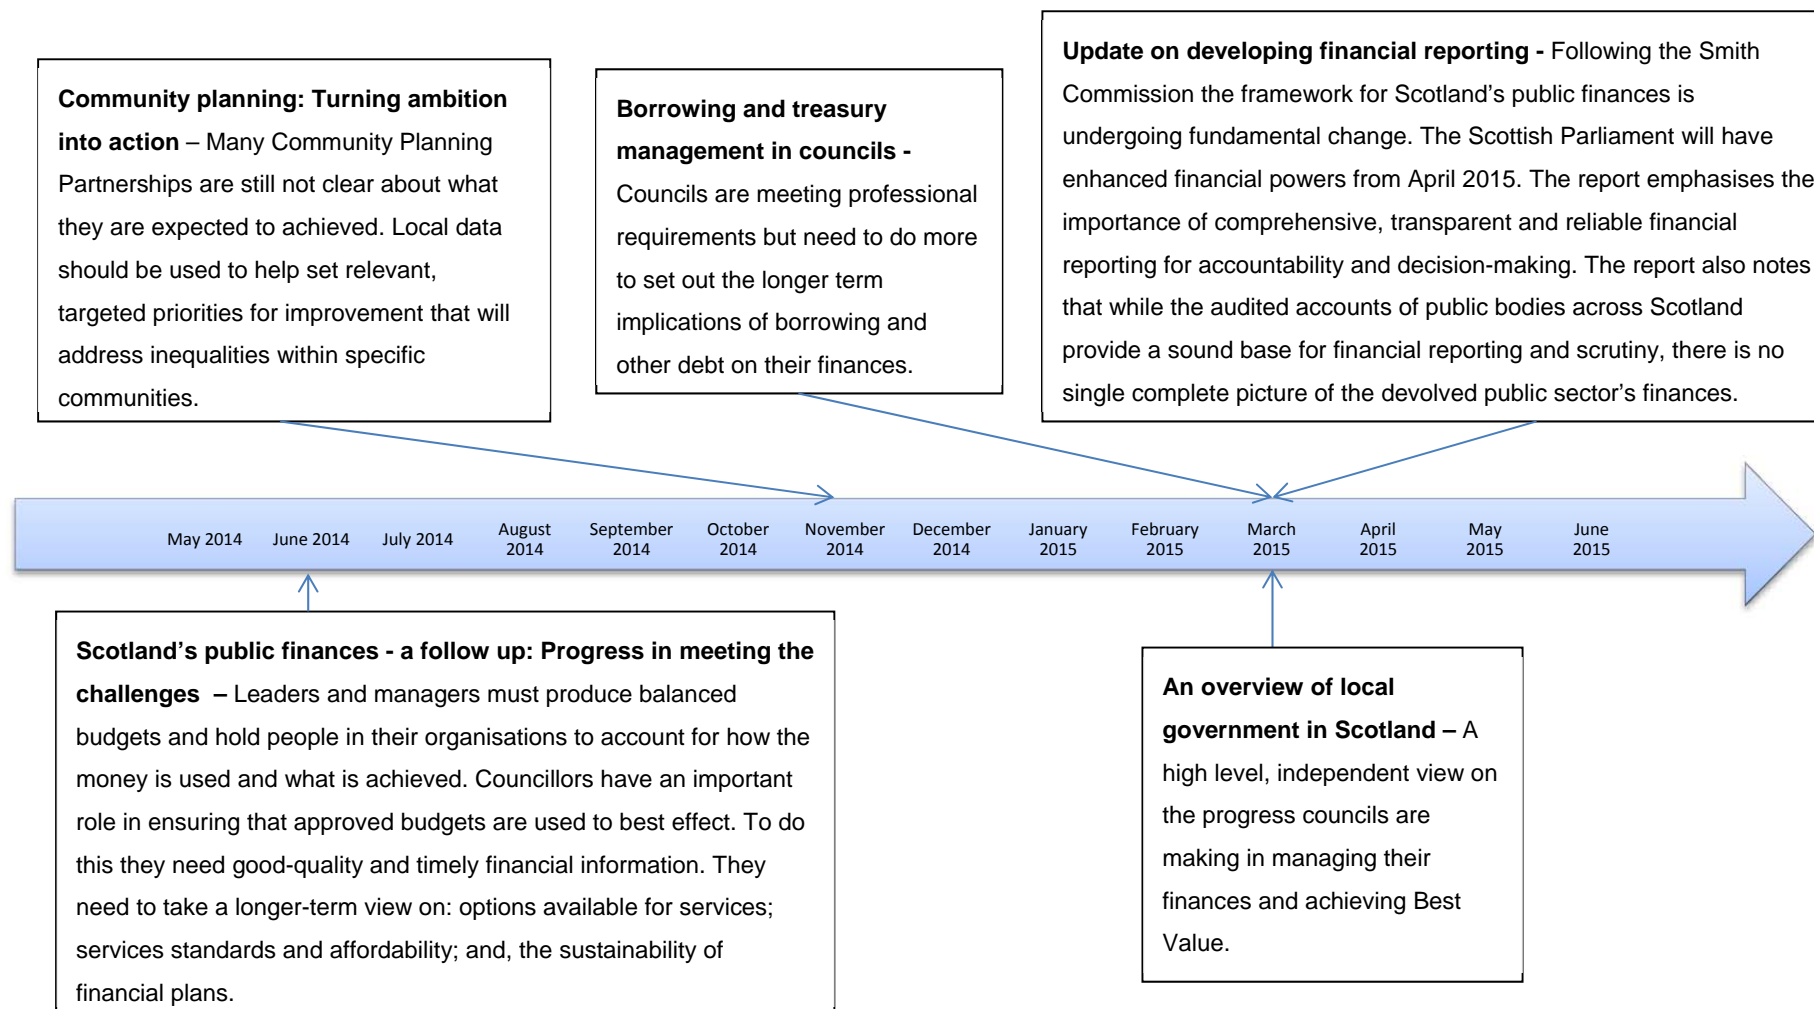 Community planning: Turning ambition
into action – Many Community Planning
Partnerships are still not clear about what
they are expected to achieved. Local data
should be used to help set relevant,
targeted priorities for improvement that will
address inequalities within specific
communities.
Borrowing and treasury
management in councils -
Councils are meeting professional
requirements but need to do more
to set out the longer term
implications of borrowing and
other debt on their finances.
Update on developing financial reporting - Following the Smith
Commission the framework for Scotland’s public finances is
undergoing fundamental change. The Scottish Parliament will have
enhanced financial powers from April 2015. The report emphasises the
importance of comprehensive, transparent and reliable financial
reporting for accountability and decision-making. The report also notes
that while the audited accounts of public bodies across Scotland
provide a sound base for financial reporting and scrutiny, there is no
single complete picture of the devolved public sector’s finances.
May 2014
June 2014
July 2014
August
2014
September
2014
October
2014
November
2014
December
2014
January
2015
February
2015
March
2015
April
2015
May
2015
June
2015
Scotland’s public finances - a follow up: Progress in meeting the
challenges – Leaders and managers must produce balanced
budgets and hold people in their organisations to account for how the
money is used and what is achieved. Councillors have an important
role in ensuring that approved budgets are used to best effect. To do
this they need good-quality and timely financial information. They
need to take a longer-term view on: options available for services;
services standards and affordability; and, the sustainability of
financial plans.
An overview of local
government in Scotland – A
high level, independent view on
the progress councils are
making in managing their
finances and achieving Best
Value.